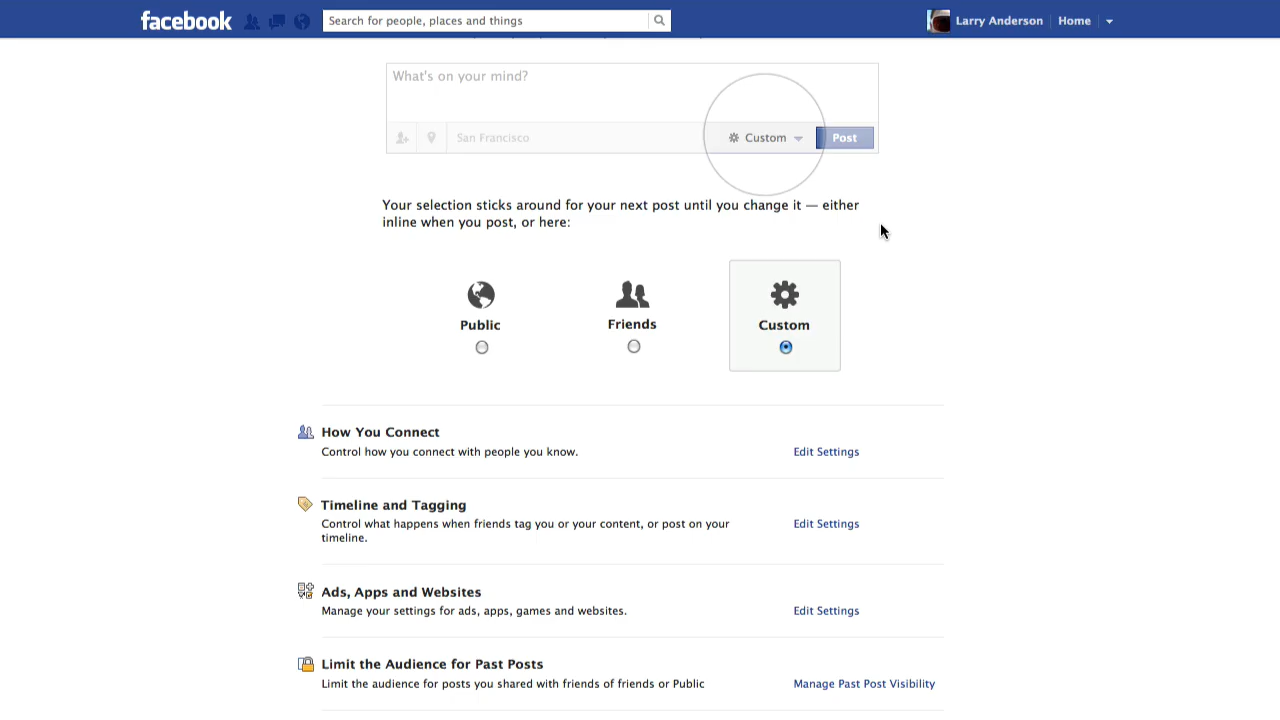 facebook
Search for people, places and things
Larry Anderson
Home
What's on your mind?
San Francisco
Custom
Post
Your selection sticks around for your next post until you change it — either
inline when you post, or here:
Public
Friends
Custom
How You Connect
Control how you connect with people you know.
Edit Settings
Timeline and Tagging
Control what happens when friends tag you or your content, or post on your
timeline.
Edit Settings
Ads, Apps and Websites
Manage your settings for ads, apps, games and websites.
Edit Settings
Limit the Audience for Past Posts
Limit the audience for posts you shared with friends of friends or Public
Manage Past Post Visibility